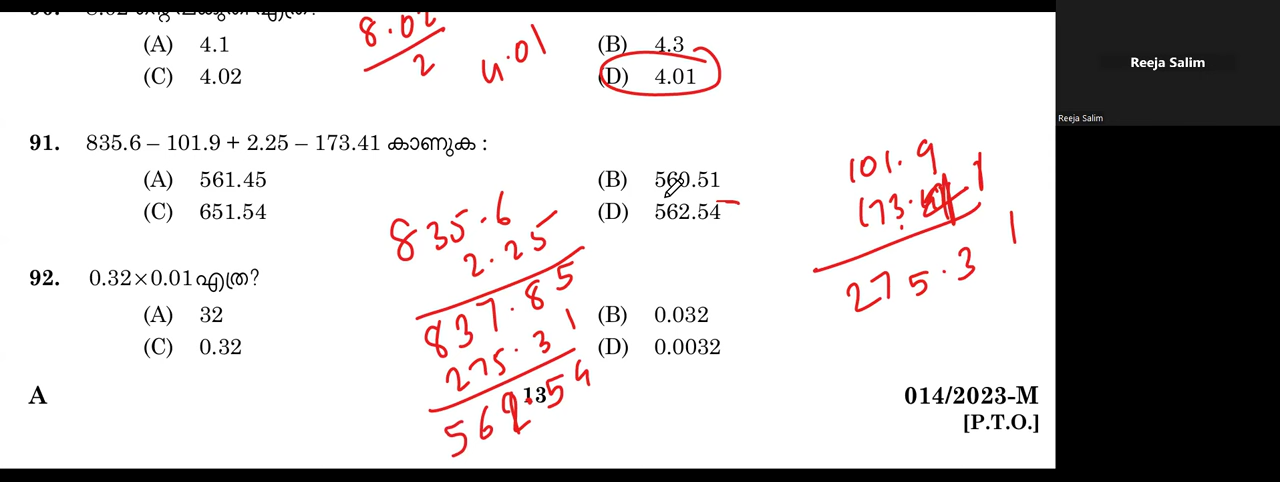 (A) 4.1 (B) 4.3
(C) 4.02 (D) 4.01
8.02
2
4.01
91. 835.6 – 101.9 + 2.25 – 173.41 കാണുക :
(A) 561.45 (B) 560.51
(C) 651.54 (D) 562.54
835.6
2.25
837.85
275.31
562.54
101.9
173.41
275.31
92. 0.32×0.01 എത്ര?
(A) 32 (B) 0.032
(C) 0.32 (D) 0.0032
A 13 014/2023-M
[P.T.O.]
Reeja Salim
Reeja Salim